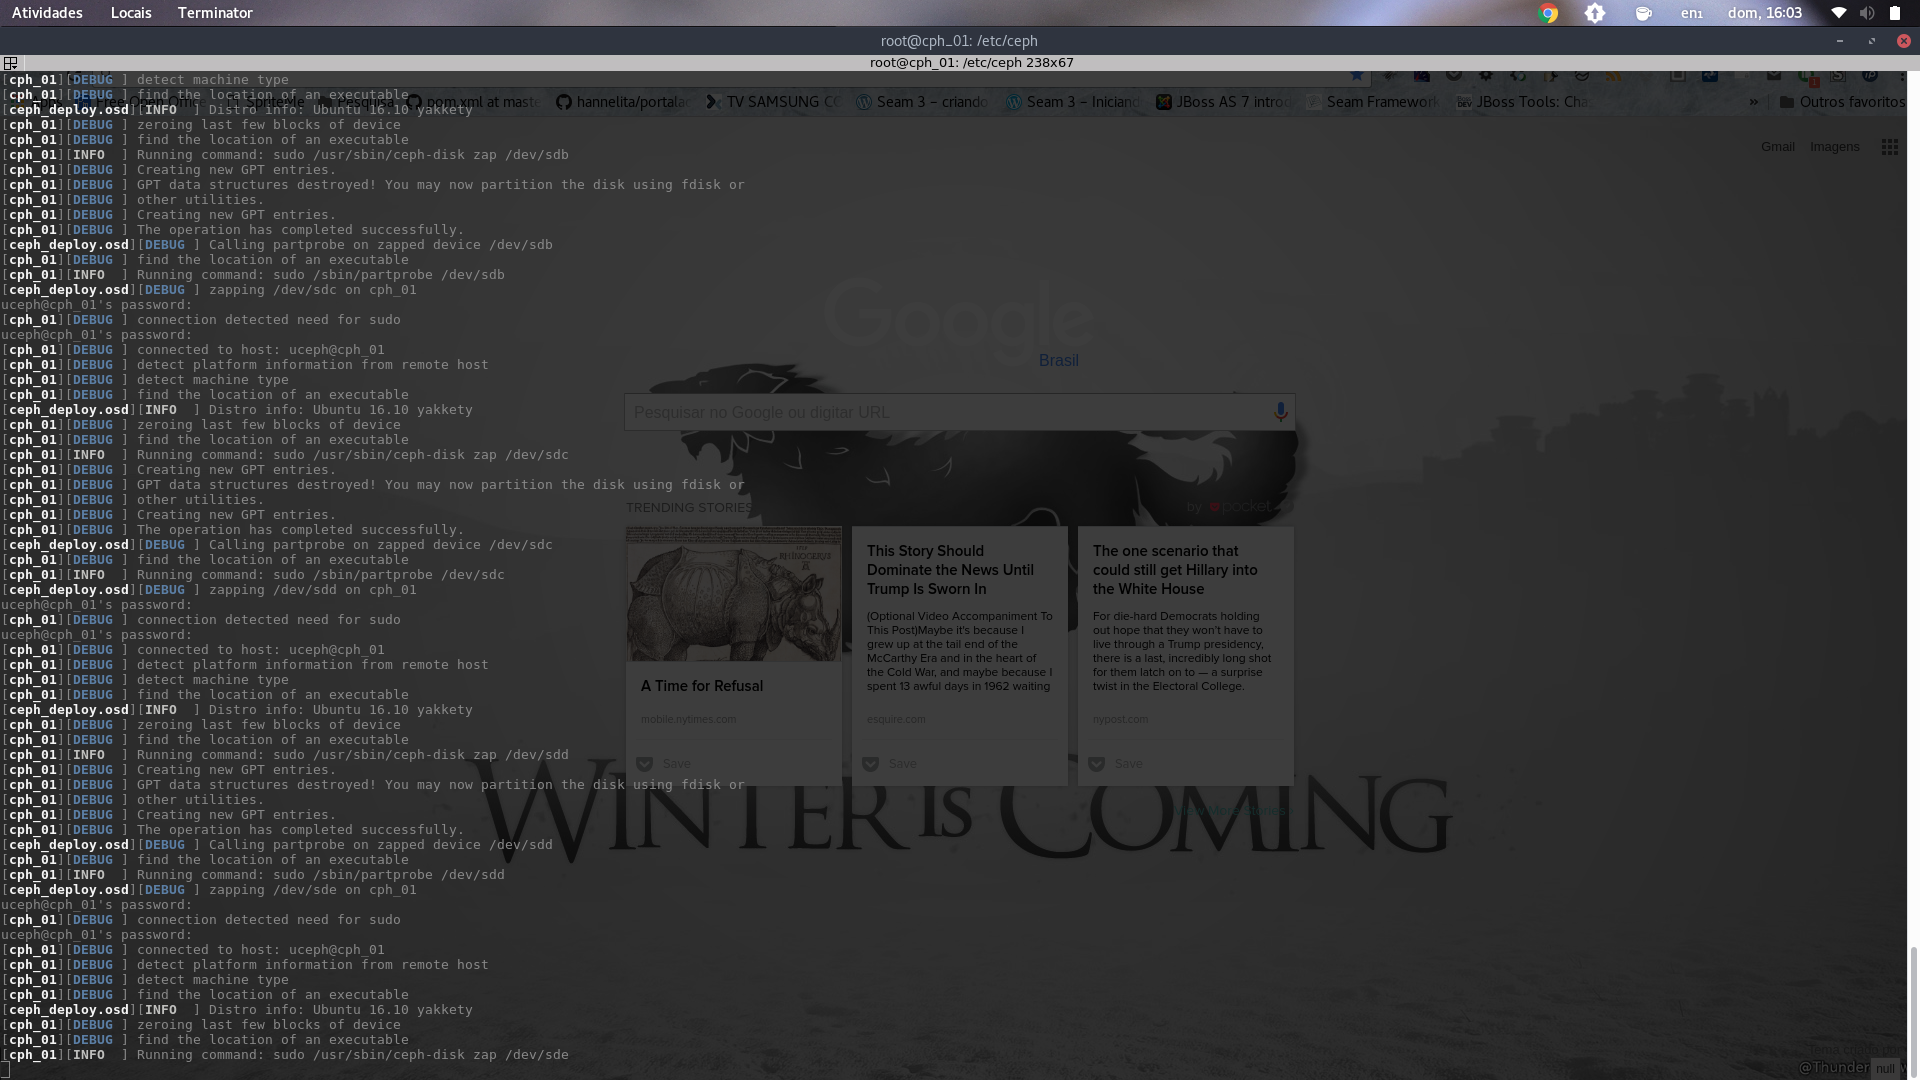 Atividades Locais Terminator en₁ dom, 16:03
root@cph_01: /etc/ceph
root@cph_01: /etc/ceph 238x67
[cph_01][DEBUG ] detect machine type
[cph_01][DEBUG ] find the location of an executable
[ceph_deploy.osd][INFO  ] Distro info: Ubuntu 16.10 yakkety
Free Open Office Spritexle Pesquisa pom.xml at maste hannelita/portala TV SAMSUNG CO Seam 3 – criando Seam 3 – Iniciand JBoss AS 7 introd Seam Framework JBoss Tools: Cha » Outros favoritos
[cph_01][DEBUG ] zeroing last few blocks of device
[cph_01][DEBUG ] find the location of an executable
[cph_01][INFO  ] Running command: sudo /usr/sbin/ceph-disk zap /dev/sdb
Gmail Imagens
[cph_01][DEBUG ] Creating new GPT entries.
[cph_01][DEBUG ] GPT data structures destroyed! You may now partition the disk using fdisk or
[cph_01][DEBUG ] other utilities.
[cph_01][DEBUG ] Creating new GPT entries.
[cph_01][DEBUG ] The operation has completed successfully.
[ceph_deploy.osd][DEBUG ] Calling partprobe on zapped device /dev/sdb
[cph_01][DEBUG ] find the location of an executable
[cph_01][INFO  ] Running command: sudo /sbin/partprobe /dev/sdb
[ceph_deploy.osd][DEBUG ] zapping /dev/sdc on cph_01
uceph@cph_01's password:
[cph_01][DEBUG ] connection detected need for sudo
uceph@cph_01's password:
[cph_01][DEBUG ] connected to host: uceph@cph_01
[cph_01][DEBUG ] detect platform information from remote host
[cph_01][DEBUG ] detect machine type
[cph_01][DEBUG ] find the location of an executable
[ceph_deploy.osd][INFO  ] Distro info: Ubuntu 16.10 yakkety
[cph_01][DEBUG ] zeroing last few blocks of device
[cph_01][DEBUG ] find the location of an executable
[cph_01][INFO  ] Running command: sudo /usr/sbin/ceph-disk zap /dev/sdc
[cph_01][DEBUG ] Creating new GPT entries.
[cph_01][DEBUG ] GPT data structures destroyed! You may now partition the disk using fdisk or
[cph_01][DEBUG ] other utilities.
[cph_01][DEBUG ] Creating new GPT entries.
[cph_01][DEBUG ] The operation has completed successfully.
[ceph_deploy.osd][DEBUG ] Calling partprobe on zapped device /dev/sdc
[cph_01][DEBUG ] find the location of an executable
[cph_01][INFO  ] Running command: sudo /sbin/partprobe /dev/sdc
[ceph_deploy.osd][DEBUG ] zapping /dev/sdd on cph_01
uceph@cph_01's password:
[cph_01][DEBUG ] connection detected need for sudo
uceph@cph_01's password:
[cph_01][DEBUG ] connected to host: uceph@cph_01
[cph_01][DEBUG ] detect platform information from remote host
[cph_01][DEBUG ] detect machine type
[cph_01][DEBUG ] find the location of an executable
[ceph_deploy.osd][INFO  ] Distro info: Ubuntu 16.10 yakkety
[cph_01][DEBUG ] zeroing last few blocks of device
[cph_01][DEBUG ] find the location of an executable
[cph_01][INFO  ] Running command: sudo /usr/sbin/ceph-disk zap /dev/sdd
[cph_01][DEBUG ] Creating new GPT entries.
[cph_01][DEBUG ] GPT data structures destroyed! You may now partition the disk using fdisk or
[cph_01][DEBUG ] other utilities.
[cph_01][DEBUG ] Creating new GPT entries.
[cph_01][DEBUG ] The operation has completed successfully.
[ceph_deploy.osd][DEBUG ] Calling partprobe on zapped device /dev/sdd
[cph_01][DEBUG ] find the location of an executable
[cph_01][INFO  ] Running command: sudo /sbin/partprobe /dev/sdd
[ceph_deploy.osd][DEBUG ] zapping /dev/sde on cph_01
uceph@cph_01's password:
[cph_01][DEBUG ] connection detected need for sudo
uceph@cph_01's password:
[cph_01][DEBUG ] connected to host: uceph@cph_01
[cph_01][DEBUG ] detect platform information from remote host
[cph_01][DEBUG ] detect machine type
[cph_01][DEBUG ] find the location of an executable
[ceph_deploy.osd][INFO  ] Distro info: Ubuntu 16.10 yakkety
[cph_01][DEBUG ] zeroing last few blocks of device
[cph_01][DEBUG ] find the location of an executable
[cph_01][INFO  ] Running command: sudo /usr/sbin/ceph-disk zap /dev/sde
Google
Brasil
Pesquisar no Google ou digitar URL
TRENDING STORIES by pocket
A Time for Refusal
mobile.nytimes.com
Save
This Story Should
Dominate the News Until
Trump Is Sworn In
(Optional Video Accompaniment To
This Post)Maybe it's because I
grew up at the tail end of the
McCarthy Era and in the heart of
the Cold War, and maybe because I
spent 13 awful days in 1962 waiting
esquire.com
Save
The one scenario that
could still get Hillary into
the White House
For die-hard Democrats holding
out hope that they won't have to
live through a Trump presidency,
there is a last, incredibly long shot
for them latch on to — a surprise
twist in the Electoral College.
nypost.com
Save
View More Stories
WINTER IS COMING
@Thunder null